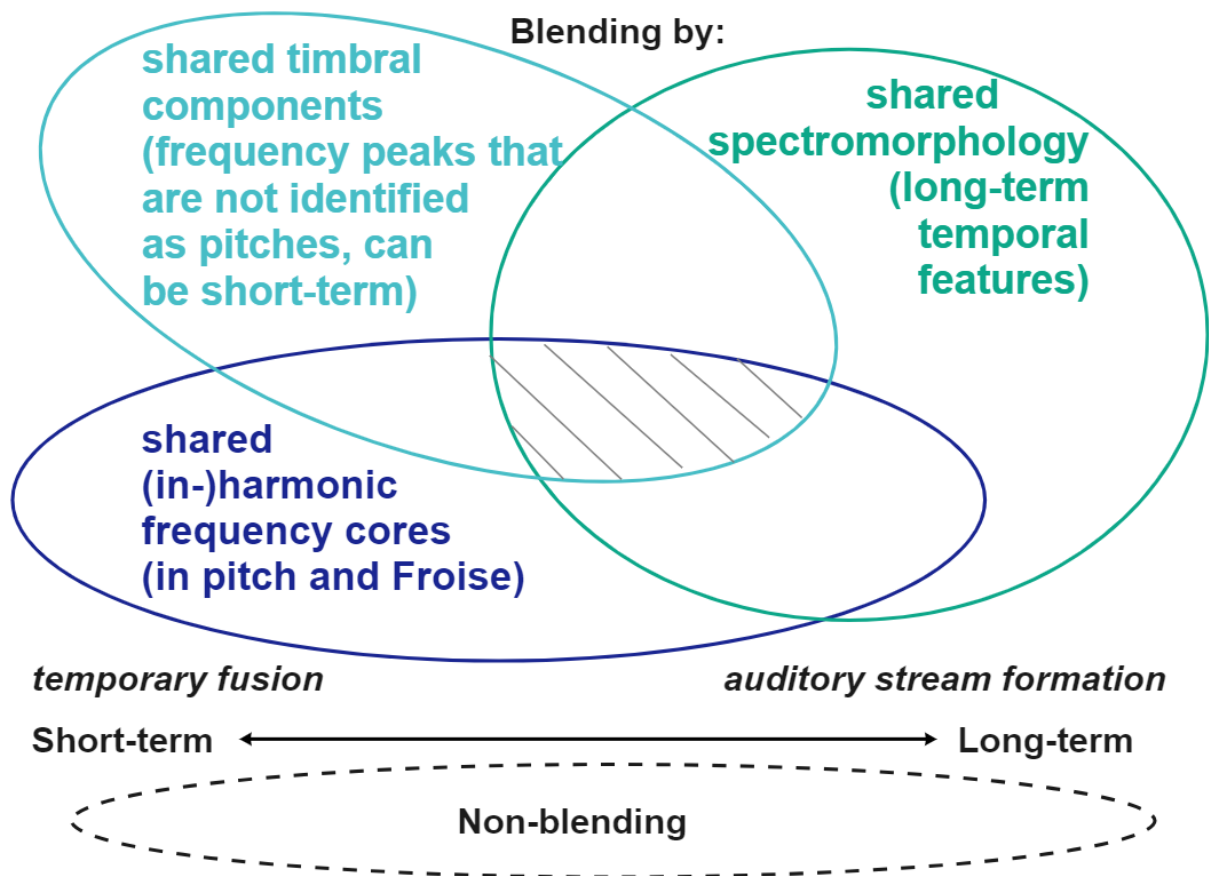 Blending by:
shared timbral
components
(frequency peaks that
are not identified
as pitches, can
be short-term)
shared
spectromorphology
(long-term
temporal
features)
shared
(in-)harmonic
frequency cores
(in pitch and Froise)
temporary fusion
auditory stream formation
Short-term
Long-term
Non-blending